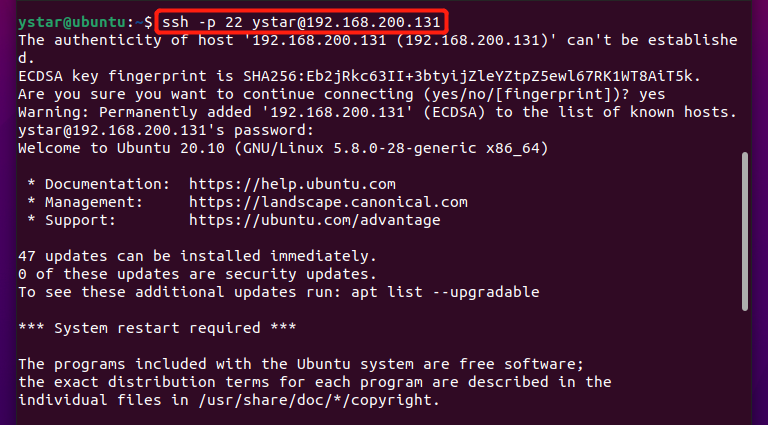 ystar@ubuntu:~$ ssh -p 22 ystar@192.168.200.131
The authenticity of host '192.168.200.131 (192.168.200.131)' can't be establishe
d.
ECDSA key fingerprint is SHA256:Eb2jRkc63II+3btyijZleYZtpZ5ewl67RK1WT8AiT5k.
Are you sure you want to continue connecting (yes/no/[fingerprint])? yes
Warning: Permanently added '192.168.200.131' (ECDSA) to the list of known hosts.
ystar@192.168.200.131's password:
Welcome to Ubuntu 20.10 (GNU/Linux 5.8.0-28-generic x86_64)

 * Documentation:  https://help.ubuntu.com
 * Management:     https://landscape.canonical.com
 * Support:        https://ubuntu.com/advantage

47 updates can be installed immediately.
0 of these updates are security updates.
To see these additional updates run: apt list --upgradable

*** System restart required ***

The programs included with the Ubuntu system are free software;
the exact distribution terms for each program are described in the
individual files in /usr/share/doc/*/copyright.